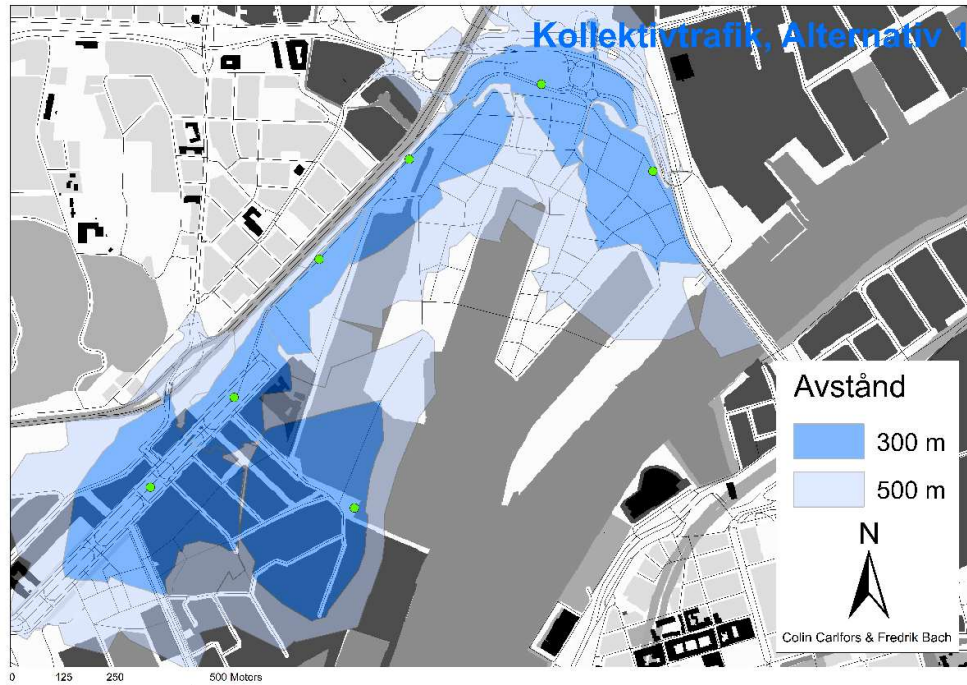 Kollektivtrafik, Alternativ 1
Avstånd
300 m
500 m
N
Colin Carlfors & Fredrik Bach
0 125 250 500 Meters